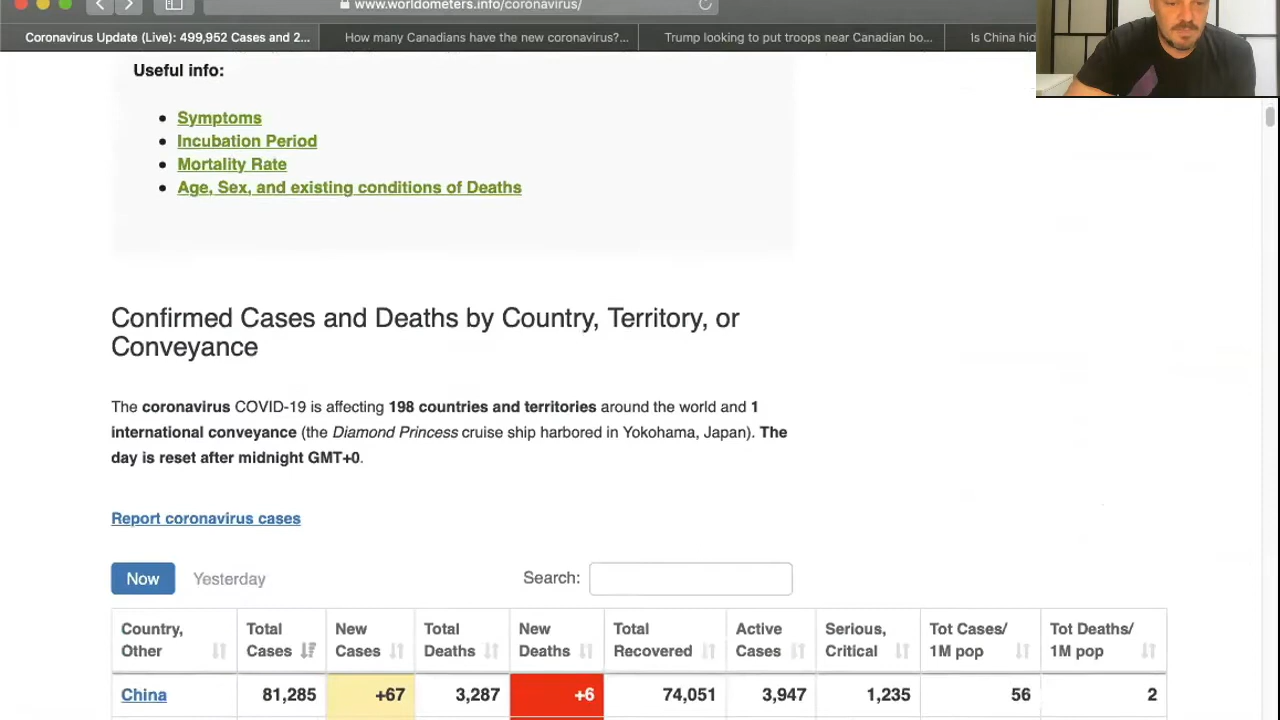 www.worldometers.info/coronavirus/
Coronavirus Update (Live): 499,952 Cases and 2... How many Canadians have the new coronavirus?... Trump looking to put troops near Canadian bo... Is China hid
Useful info:
• Symptoms
• Incubation Period
• Mortality Rate
• Age, Sex, and existing conditions of Deaths
Confirmed Cases and Deaths by Country, Territory, or
Conveyance
The coronavirus COVID-19 is affecting 198 countries and territories around the world and 1
international conveyance (the Diamond Princess cruise ship harbored in Yokohama, Japan). The
day is reset after midnight GMT+0.
Report coronavirus cases
Now Yesterday Search:
Country, Total New Total New Total Active Serious, Tot Cases/ Tot Deaths/
Other Cases Cases Deaths Deaths Recovered Cases Critical 1M pop 1M pop
China 81,285 +67 3,287 +6 74,051 3,947 1,235 56 2